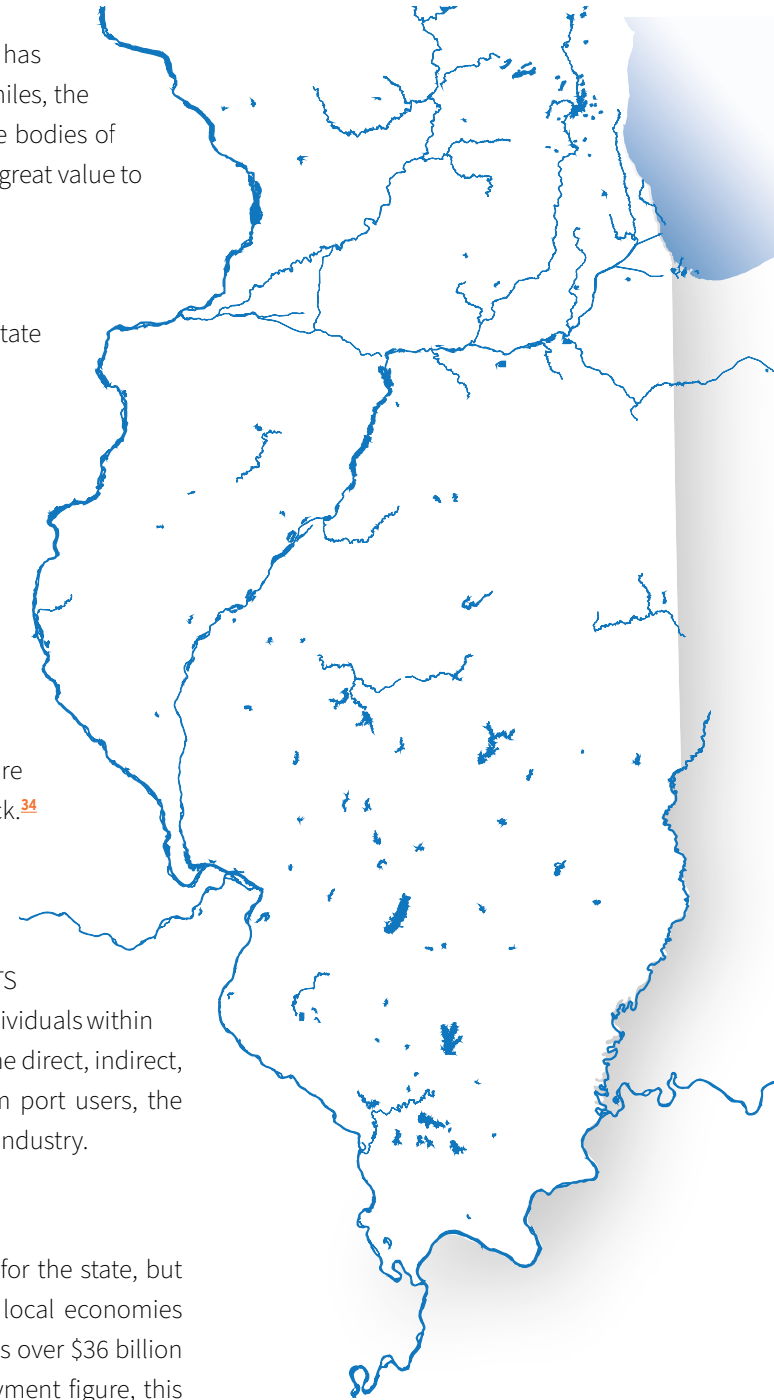 has
miles, the
bodies of
great value to
tate
re
ck.34
TS
dividuals within
ne direct, indirect,
m port users, the
industry.
for the state, but
local economies
s over $36 billion
yment figure, this